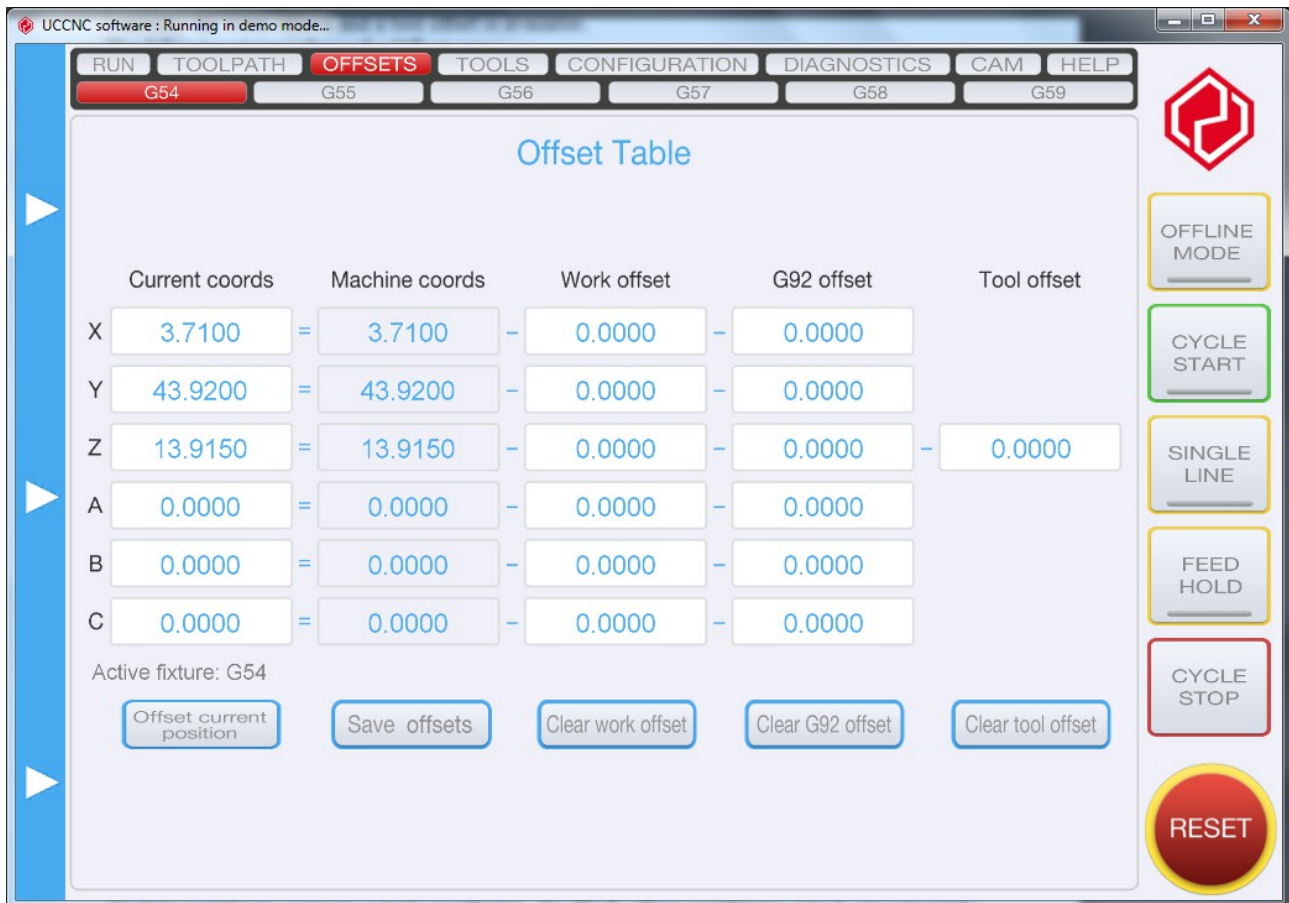 UCCNC software : Running in demo mode...
RUN TOOLPATH OFFSETS TOOLS CONFIGURATION DIAGNOSTICS CAM HELP
G54 G55 G56 G57 G58 G59
Offset Table
Current coords Machine coords Work offset G92 offset Tool offset
X 3.7100 = 3.7100 - 0.0000 - 0.0000
Y 43.9200 = 43.9200 - 0.0000 - 0.0000
Z 13.9150 = 13.9150 - 0.0000 - 0.0000 - 0.0000
A 0.0000 = 0.0000 - 0.0000 - 0.0000
B 0.0000 = 0.0000 - 0.0000 - 0.0000
C 0.0000 = 0.0000 - 0.0000 - 0.0000
Active fixture: G54
Offset current
position
Save offsets
Clear work offset
Clear G92 offset
Clear tool offset
OFFLINE
MODE
CYCLE
START
SINGLE
LINE
FEED
HOLD
CYCLE
STOP
RESET